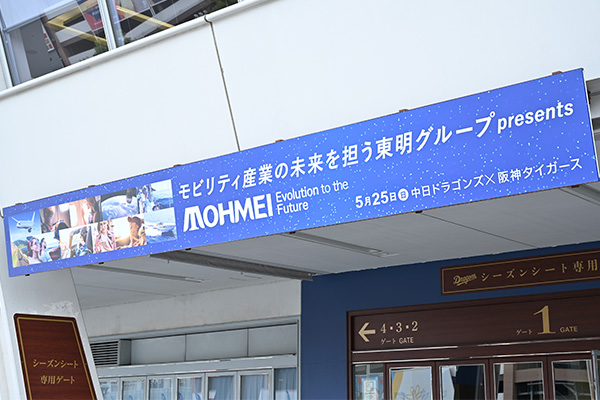 モビリティ産業の未来を担う東明グループpresents
MOHMEI Evolution to the
Future
5月25日㊐中日ドラゴンズ×阪神タイガース
Dragons シーズンシート専用
4・3・2
ゲート GATE
ゲート 1 GATE
シーズンシート
専用ゲート